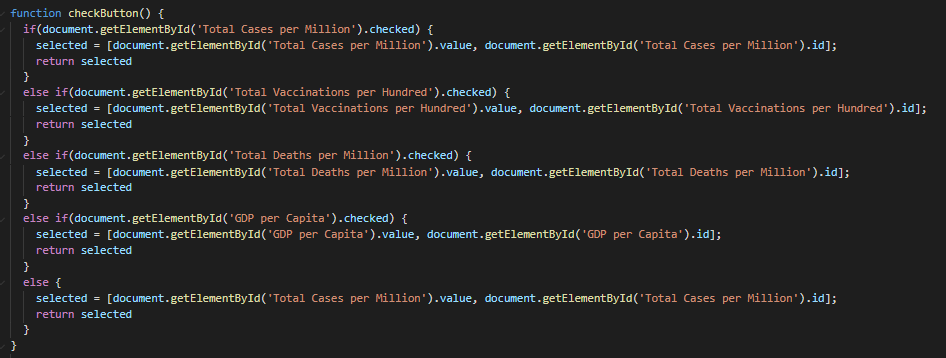 function checkButton() {
if(document.getElementById('Total Cases per Million').checked) {
selected = [document.getElementById('Total Cases per Million').value, document.getElementById('Total Cases per Million').id];
return selected
}
else if(document.getElementById('Total Vaccinations per Hundred').checked) {
selected = [document.getElementById('Total Vaccinations per Hundred').value, document.getElementById('Total Vaccinations per Hundred').id];
return selected
}
else if(document.getElementById('Total Deaths per Million').checked) {
selected = [document.getElementById('Total Deaths per Million').value, document.getElementById('Total Deaths per Million').id];
return selected
}
else if(document.getElementById('GDP per Capita').checked) {
selected = [document.getElementById('GDP per Capita').value, document.getElementById('GDP per Capita').id];
return selected
}
else {
selected = [document.getElementById('Total Cases per Million').value, document.getElementById('Total Cases per Million').id];
return selected
}
}